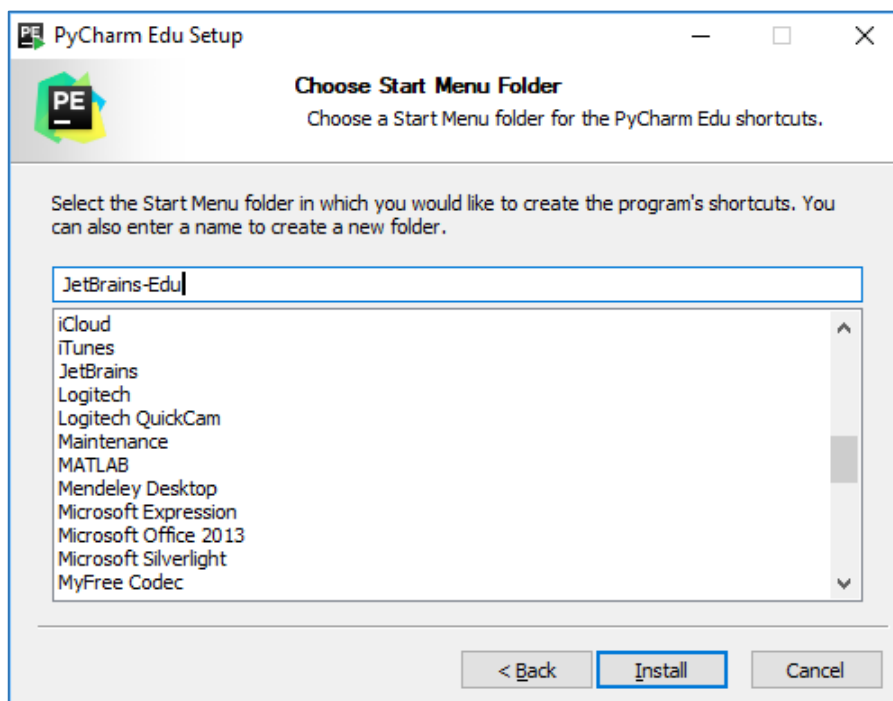 PE PyCharm Edu Setup
PE
Choose Start Menu Folder
Choose a Start Menu folder for the PyCharm Edu shortcuts.
Select the Start Menu folder in which you would like to create the program's shortcuts. You
can also enter a name to create a new folder.
JetBrains-Edu
iCloud
iTunes
JetBrains
Logitech
Logitech QuickCam
Maintenance
MATLAB
Mendeley Desktop
Microsoft Expression
Microsoft Office 2013
Microsoft Silverlight
MyFree Codec
< Back Install Cancel